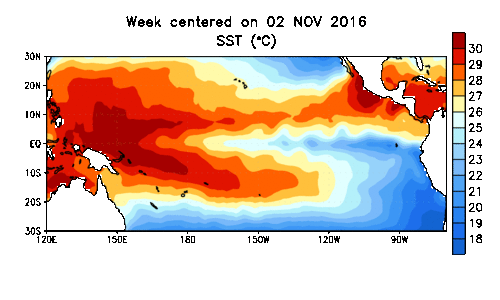 Week centered on 02 NOV 2016
SST (°C)
30N
20N
10N
EQ
10S
20S
30S
120E 150E 180 150W 120W 90W
30
29
28
27
26
25
24
23
22
21
20
19
18